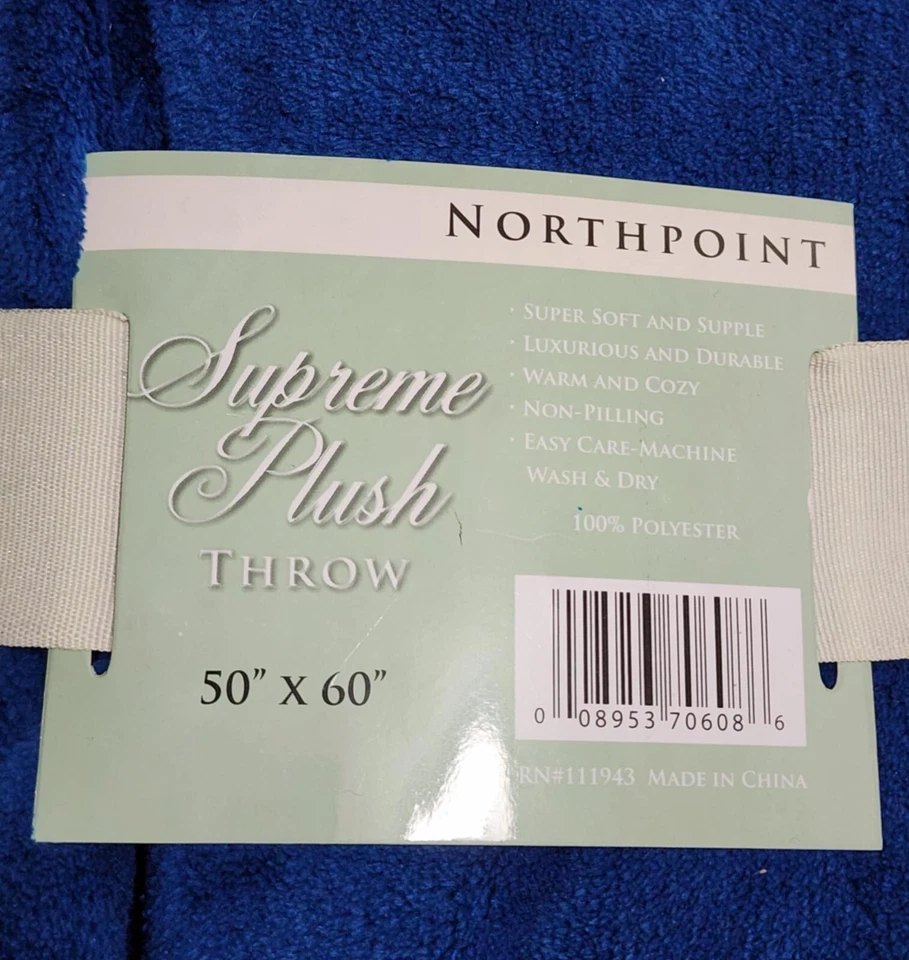 NORTHPOINT
Supreme
Plush
THROW
50” X 60”
· SUPER SOFT AND SUPPLE
· LUXURIOUS AND DURABLE
· WARM AND COZY
· NON-PILLING
· EASY CARE-MACHINE
WASH & DRY
100% POLYESTER
0 08953 70608 6
RN#111943 MADE IN CHINA